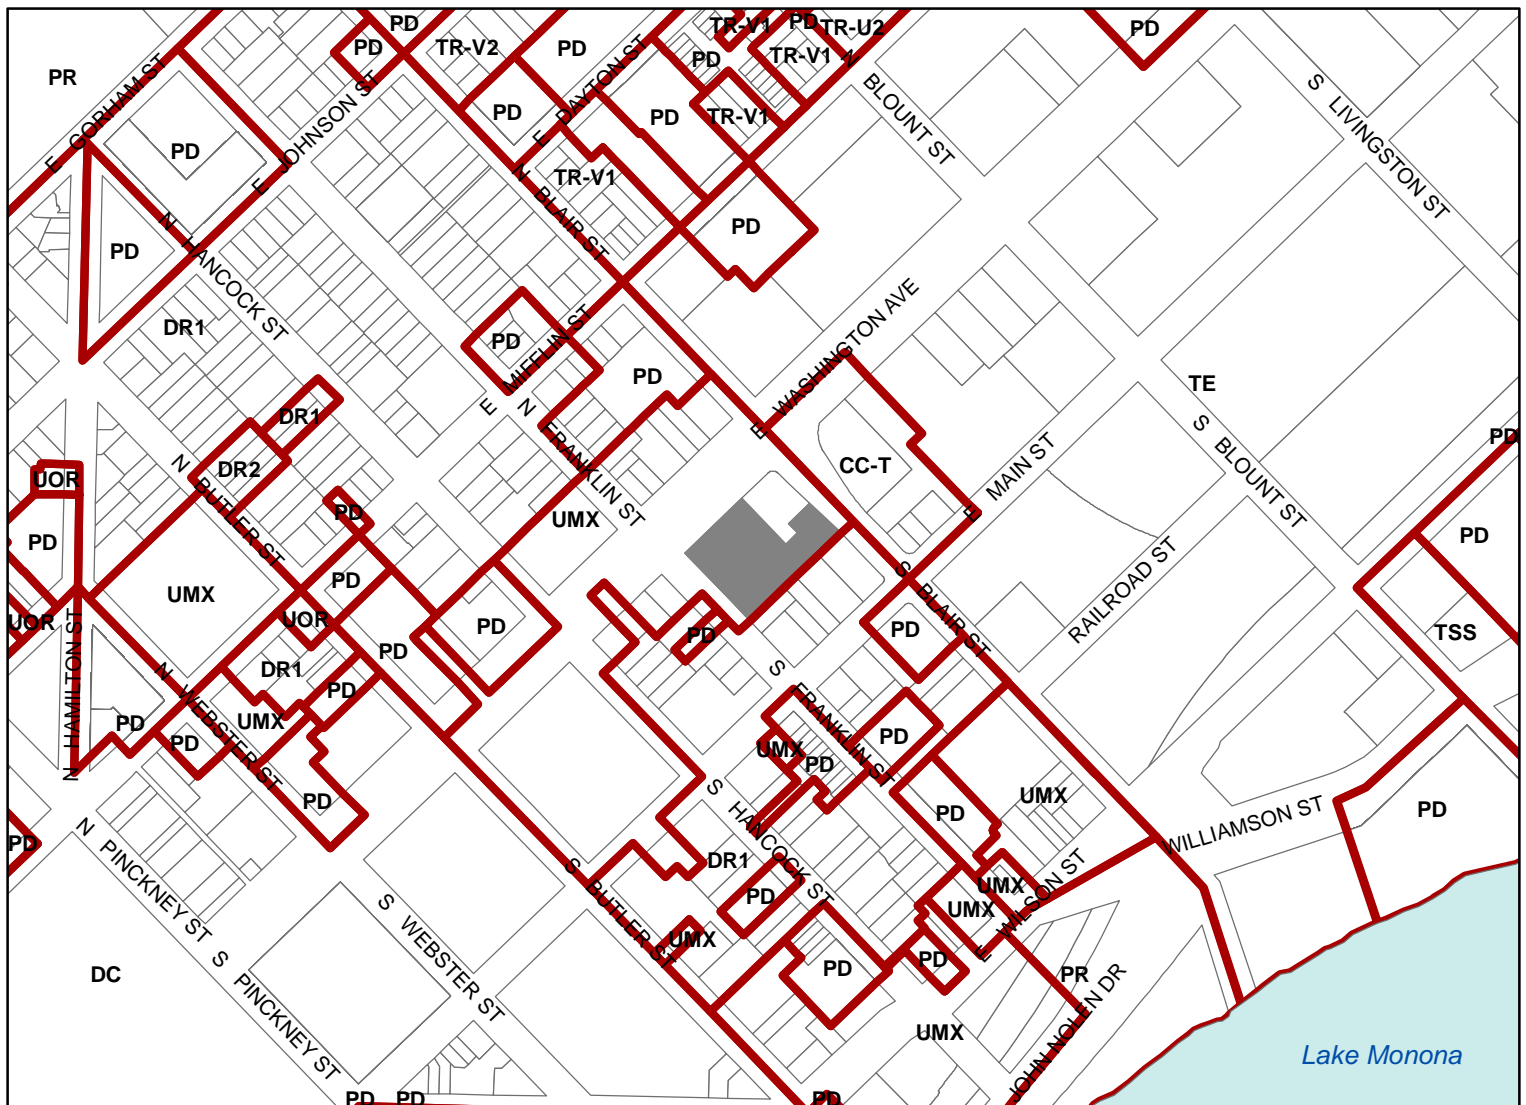 PD
TR-V1
PD
TR-U2
PD
PD
TR-V2
PD
PD
TR-V1
PR
E GORHAM ST
E JOHNSON ST
E DAYTON ST
N BLOUNT ST
S LIVINGSTON ST
PD
PD
TR-V1
PD
TR-V1
N BLAIR ST
PD
PD
N HANCOCK ST
DR1
PD
E MIFFLIN ST
PD
E WASHINGTON AVE
TE
DR1
N FRANKLIN ST
S BLOUNT ST
PD
UOR
DR2
N BUTLER ST
PD
UMX
CC-T
E MAIN ST
PD
PD
UMX
PD
S BLAIR ST
RAILROAD ST
UOR
UOR
PD
PD
PD
TSS
N HAMILTON ST
DR1
PD
PD
N WEBSTER ST
UMX
PD
PD
S FRANKLIN ST
UMX
PD
PD
PD
S HANCOCK ST
PD
UMX
WILLIAMSON ST
PD
PD
N PINCKNEY ST
DR1
PD
UMX
UMX
E WILSON ST
S BUTLER ST
S WEBSTER ST
UMX
PD
PD
PR
DC
S PINCKNEY ST
UMX
JOHN NOLEN DR
Lake Monona
PD
PD
PD